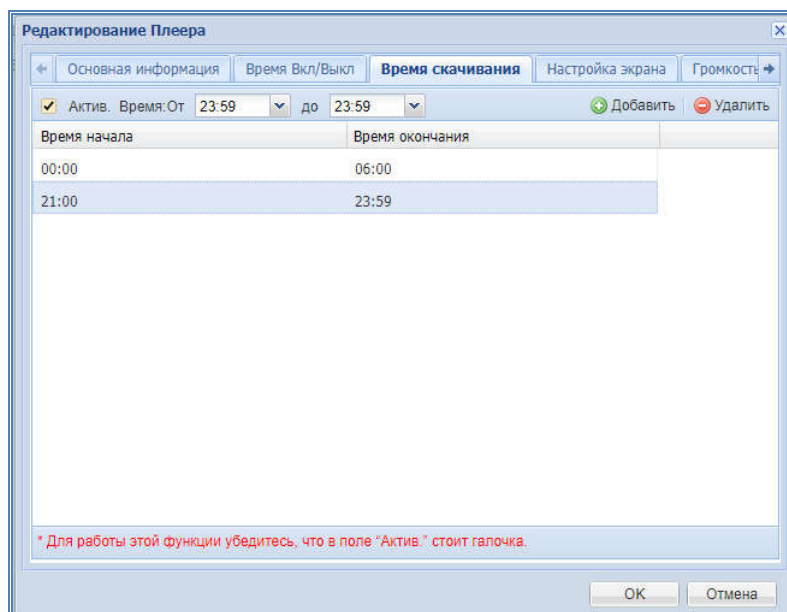 Редактирование Плеера
Основная информация Время Вкл/Выкл Время скачивания Настройка экрана Громкость
Актив. Время:От 23:59 до 23:59 Добавить Удалить
Время начала Время окончания
00:00 06:00
21:00 23:59
* Для работы этой функции убедитесь, что в поле "Актив." стоит галочка.
OK Отмена